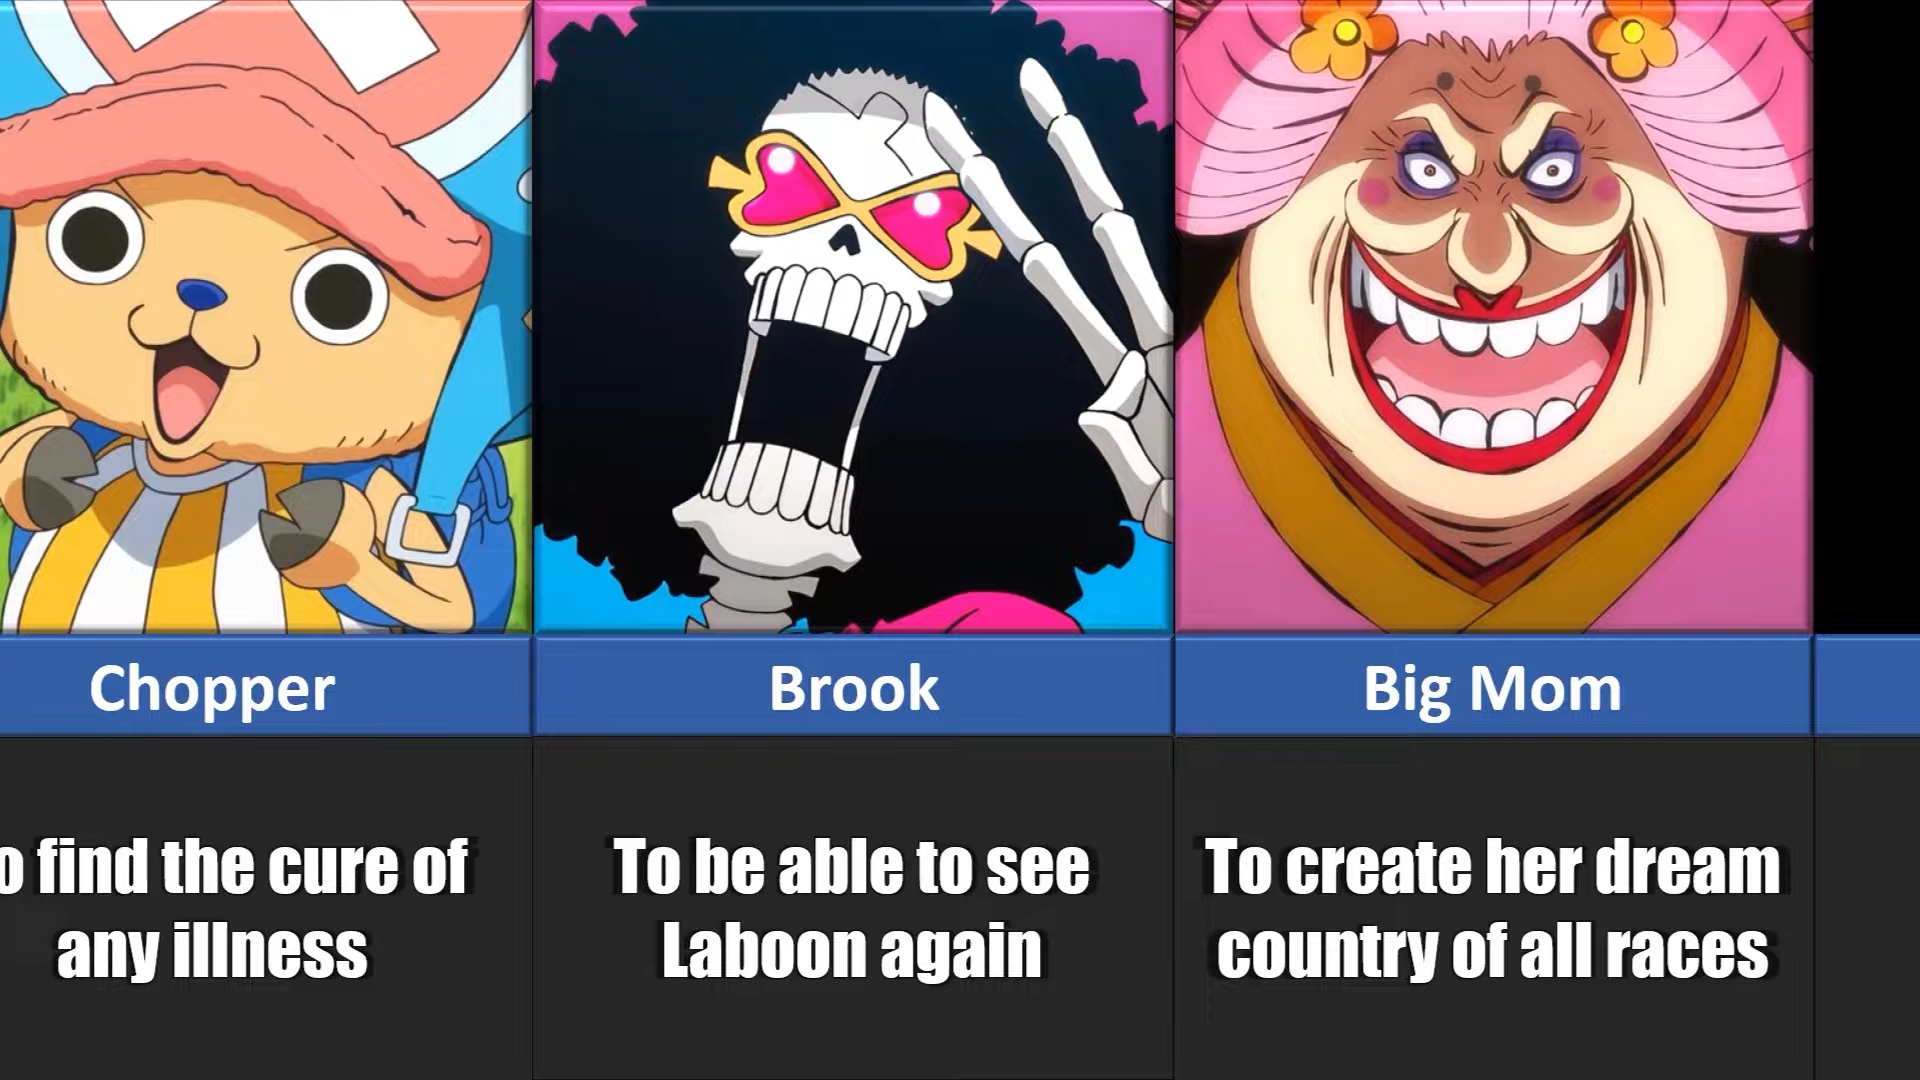 Chopper
o find the cure of
any illness
Brook
To be able to see
Laboon again
Big Mom
To create her dream
country of all races